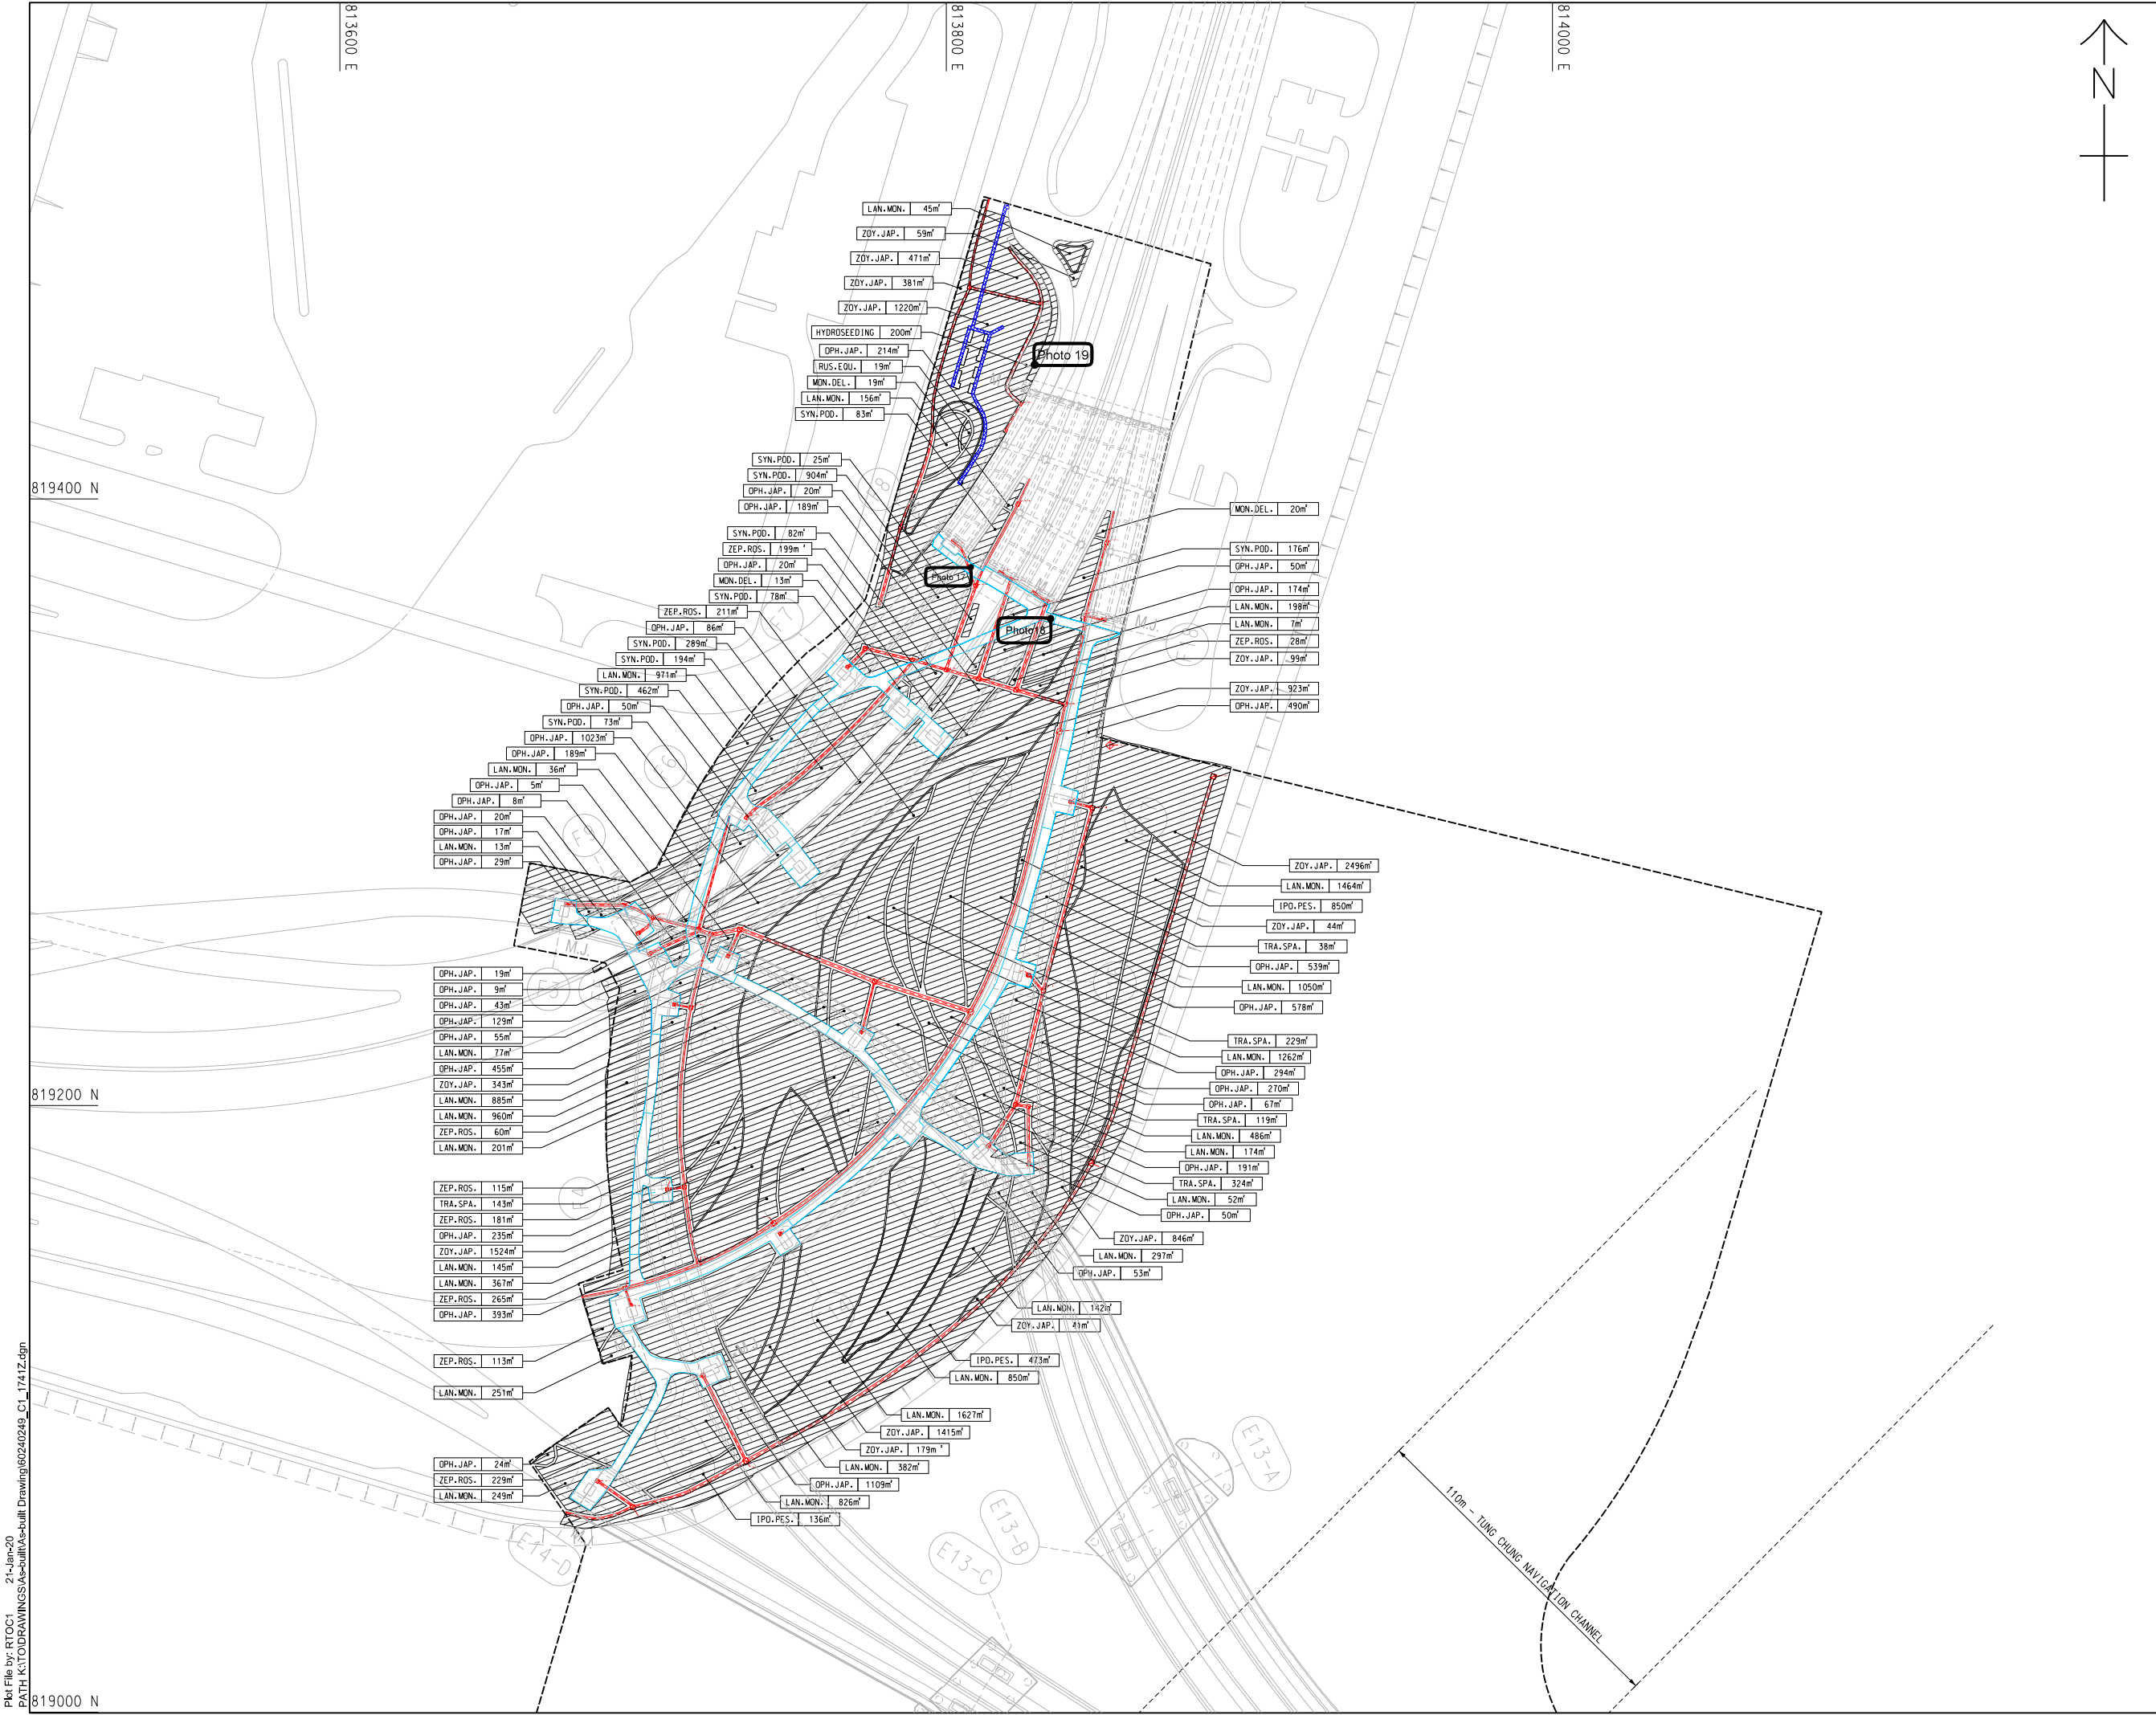 813600 E
813800 E
814000 E
N
LAN.MON. 45m²
ZOY.JAP. 59m²
ZOY.JAP. 471m²
ZOY.JAP. 381m²
ZOY.JAP. 1220m²
HYDROSEEDING 200m²
OPH.JAP. 214m²
RUS.EQU. 19m²
MON.DEL. 19m²
LAN.MON. 156m²
SYN.POD. 83m²
Photo 19
SYN.POD. 25m²
SYN.POD. 904m²
OPH.JAP. 20m²
OPH.JAP. 189m²
SYN.POD. 82m²
ZEP.ROS. 199m²
OPH.JAP. 20m²
MON.DEL. 13m²
SYN.POD. 78m²
ZEP.ROS. 211m²
OPH.JAP. 86m²
SYN.POD. 289m²
SYN.POD. 194m²
LAN.MON. 971m²
SYN.POD. 462m²
OPH.JAP. 50m²
SYN.POD. 73m²
OPH.JAP. 1023m²
OPH.JAP. 189m²
LAN.MON. 36m²
OPH.JAP. 5m²
OPH.JAP. 8m²
OPH.JAP. 20m²
OPH.JAP. 17m²
LAN.MON. 13m²
OPH.JAP. 29m²
819400 N
Photo 17
Photo18
MON.DEL. 20m²
SYN.POD. 176m²
OPH.JAP. 50m²
OPH.JAP. 174m²
LAN.MON. 198m²
LAN.MON. 7m²
ZEP.ROS. 28m²
ZOY.JAP. 99m²
ZOY.JAP. 923m²
OPH.JAP. 490m²
M.J.
F8
F7
F6
F9
F3
F4
M.J.
ZOY.JAP. 2496m²
LAN.MON. 1464m²
IPO.PES. 850m²
ZOY.JAP. 44m²
TRA.SPA. 38m²
OPH.JAP. 539m²
LAN.MON. 1050m²
OPH.JAP. 578m²
TRA.SPA. 229m²
LAN.MON. 1262m²
OPH.JAP. 294m²
OPH.JAP. 270m²
OPH.JAP. 67m²
TRA.SPA. 119m²
LAN.MON. 486m²
LAN.MON. 174m²
OPH.JAP. 191m²
TRA.SPA. 324m²
LAN.MON. 52m²
OPH.JAP. 50m²
ZOY.JAP. 846m²
LAN.MON. 297m²
OPH.JAP. 53m²
LAN.MON. 142m²
ZOY.JAP. 41m²
IPO.PES. 473m²
LAN.MON. 850m²
LAN.MON. 1627m²
ZOY.JAP. 1415m²
ZOY.JAP. 179m²
LAN.MON. 382m²
OPH.JAP. 1109m²
LAN.MON. 826m²
IPO.PES. 136m²
OPH.JAP. 19m²
OPH.JAP. 9m²
OPH.JAP. 43m²
OPH.JAP. 129m²
OPH.JAP. 55m²
LAN.MON. 77m²
OPH.JAP. 455m²
ZOY.JAP. 343m²
LAN.MON. 885m²
LAN.MON. 960m²
ZEP.ROS. 60m²
LAN.MON. 201m²
819200 N
ZEP.ROS. 115m²
TRA.SPA. 143m²
ZEP.ROS. 181m²
OPH.JAP. 235m²
ZOY.JAP. 1524m²
LAN.MON. 145m²
LAN.MON. 367m²
ZEP.ROS. 265m²
OPH.JAP. 393m²
ZEP.ROS. 113m²
LAN.MON. 251m²
OPH.JAP. 24m²
ZEP.ROS. 229m²
LAN.MON. 249m²
E14-D
E13-C
E13-B
E13-A
110m - TUNG CHUNG NAVIGATION CHANNEL
819000 N
Plot File by: RTOC1 21-Jan-20
PATH K:\TO\DRAWINGS\As-built\As-built Drawing\60240249_C1_1741Z.dgn